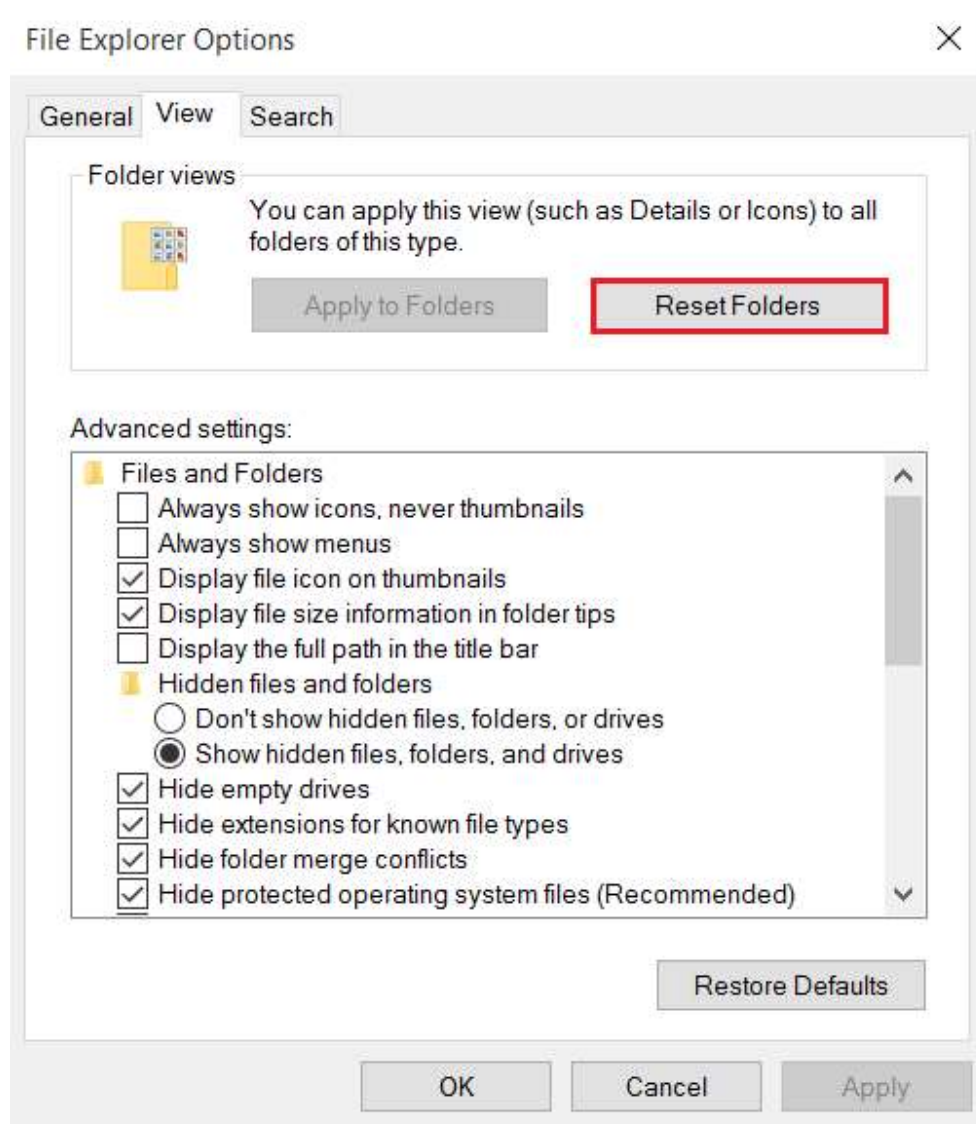 File Explorer Options
General View Search
Folder views
You can apply this view (such as Details or Icons) to all
folders of this type.
Apply to Folders Reset Folders
Advanced settings:
Files and Folders
Always show icons, never thumbnails
Always show menus
Display file icon on thumbnails
Display file size information in folder tips
Display the full path in the title bar
Hidden files and folders
Don't show hidden files, folders, or drives
Show hidden files, folders, and drives
Hide empty drives
Hide extensions for known file types
Hide folder merge conflicts
Hide protected operating system files (Recommended)
Restore Defaults
OK Cancel Apply